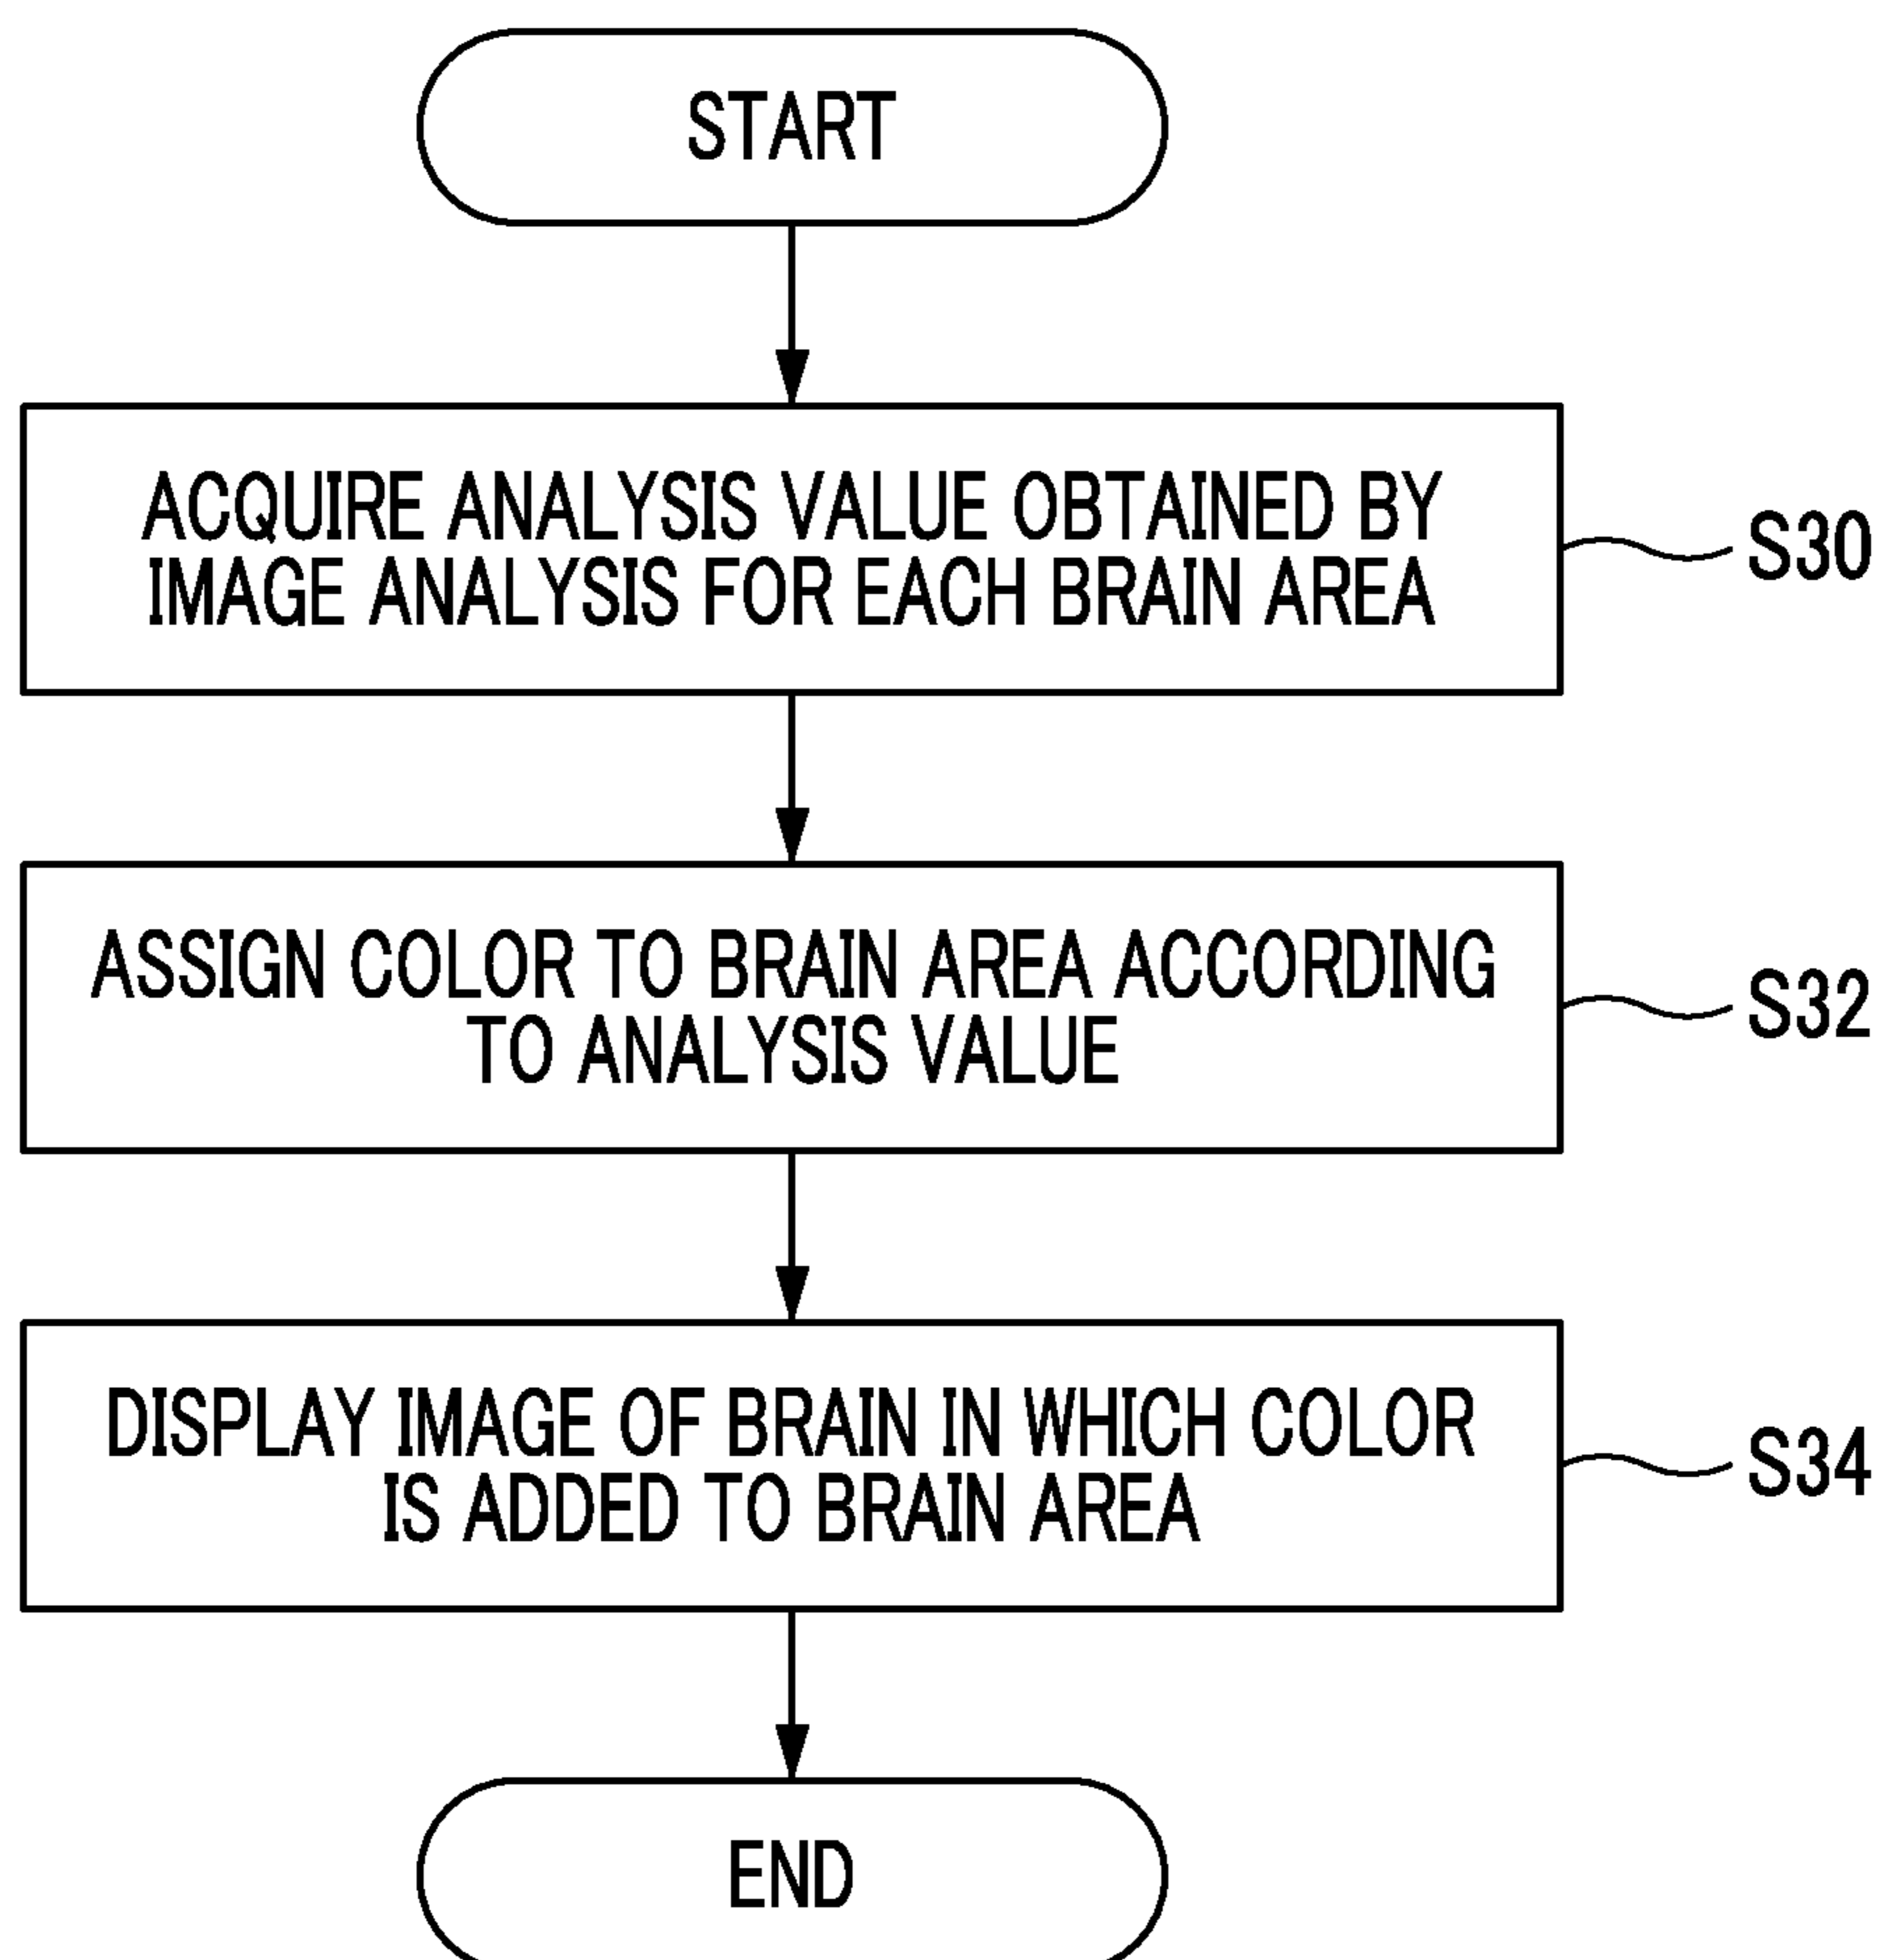 START
ACQUIRE ANALYSIS VALUE OBTAINED BY
IMAGE ANALYSIS FOR EACH BRAIN AREA
S30
ASSIGN COLOR TO BRAIN AREA ACCORDING
TO ANALYSIS VALUE
S32
DISPLAY IMAGE OF BRAIN IN WHICH COLOR
IS ADDED TO BRAIN AREA
S34
END